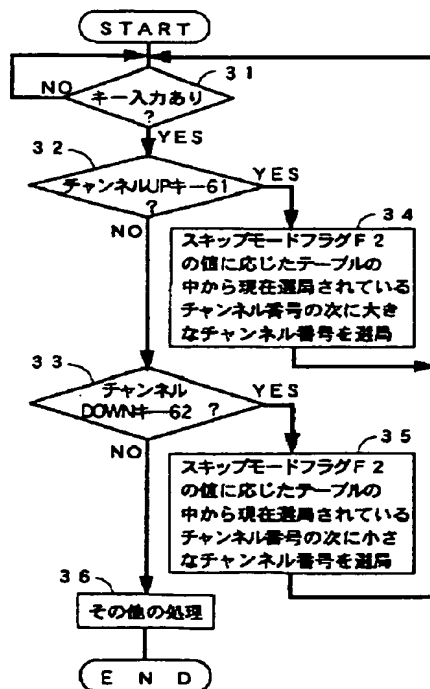 START
31
NO
キー入力あり
?
YES
32
YES
チャンネルUPキー61
?
34
NO
スキップモードフラグF2
の値に応じたテーブルの
中から現在選局されている
チャンネル番号の次に大き
なチャンネル番号を選局
33
YES
チャンネル
DOWNキー62 ?
35
NO
スキップモードフラグF2
の値に応じたテーブルの
中から現在選局されている
チャンネル番号の次に小さ
なチャンネル番号を選局
36
その他の処理
END